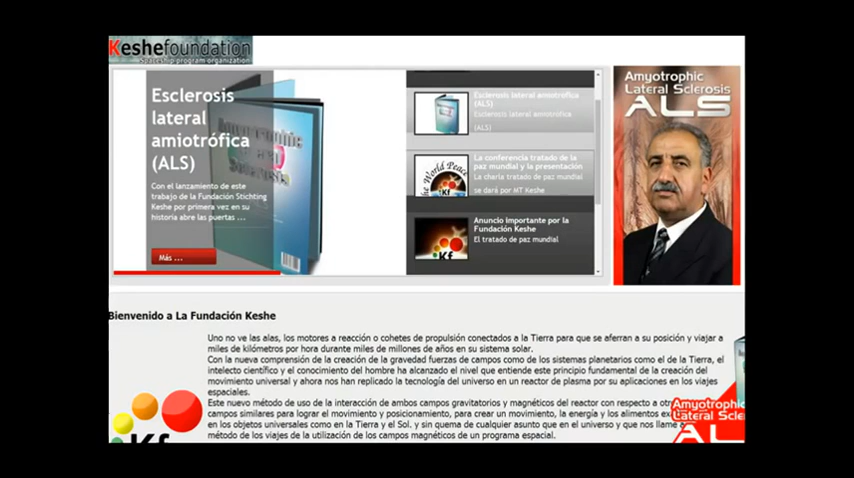 Keshefoundation
Spaceship program organization
Esclerosis
lateral
amiotrófica
(ALS)
Con el lanzamiento de este
trabajo de la Fundación Stichting
Keshe por primera vez en su
historia abre las puertas ...
Más ...
Esclerosis lateral amiotrófica
(ALS)
Esclerosis lateral amiotrófica
(ALS)
La conferencia tratado de la
paz mundial y la presentación
La charla tratado de paz mundial
se dará por MT Keshe
Anuncio importante por la
Fundación Keshe
El tratado de paz mundial
Amyotrophic
Lateral Sclerosis
ALS
Bienvenido a La Fundación Keshe
Uno no ve las alas, los motores a reacción o cohetes de propulsión conectados a la Tierra para que se aferran a su posición y viajar a
miles de kilómetros por hora durante miles de millones de años en su sistema solar.
Con la nueva comprensión de la creación de la gravedad fuerzas de campos como de los sistemas planetarios como el de la Tierra, el
intelecto científico y el conocimiento del hombre ha alcanzado el nivel que entiende este principio fundamental de la creación del
movimiento universal y ahora nos han replicado la tecnología del universo en un reactor de plasma por su aplicaciones en los viajes
espaciales.
Este nuevo método de uso de la interacción de ambos campos gravitatorios y magnéticos del reactor con respecto a otro
campos similares para lograr el movimiento y posicionamiento, para crear un movimiento, la energía y los alimentos exa
en los objetos universales como en la Tierra y el Sol. y sin quema de cualquier asunto que en el universo y que nos llame a
método de los viajes de la utilización de los campos magnéticos de un programa espacial.
Kf
Amyotrophic
Lateral Scle
AL